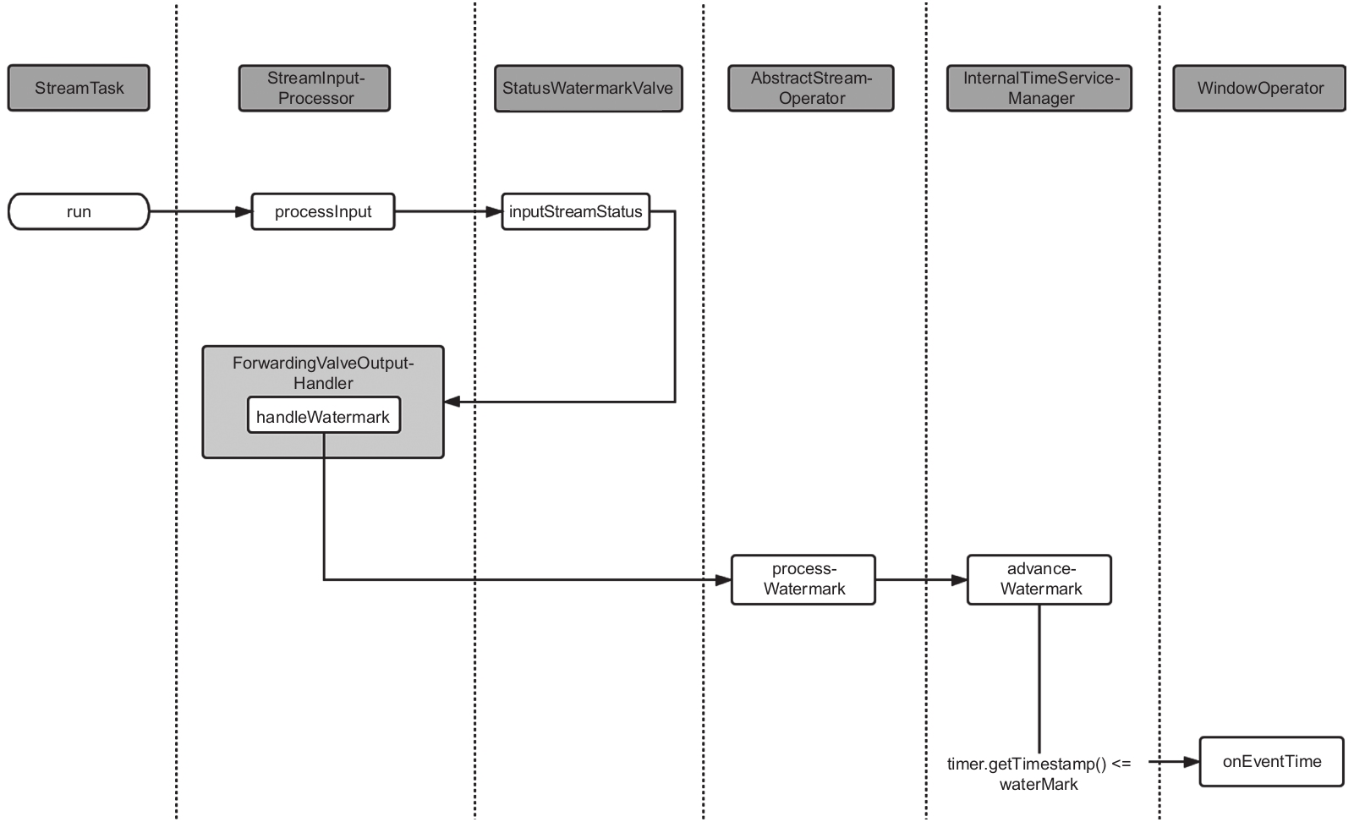 StreamTask
StreamInput-
Processor
StatusWatermarkValve
AbstractStream-
Operator
InternalTimeService-
Manager
WindowOperator
run
processInput
inputStreamStatus
ForwardingValveOutput-
Handler
handleWatermark
process-
Watermark
advance-
Watermark
timer.getTimestamp() <=
waterMark
onEventTime